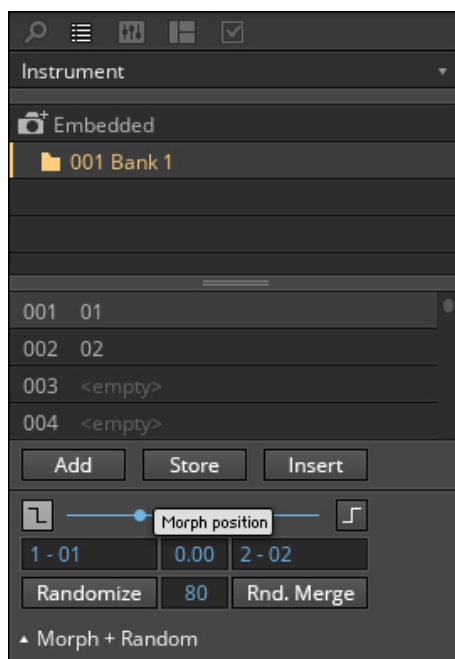 Instrument
Embedded
001 Bank 1
001 01
002 02
003 <empty>
004 <empty>
Add Store Insert
Morph position
1 - 01 0.00 2 - 02
Randomize 80 Rnd. Merge
Morph + Random